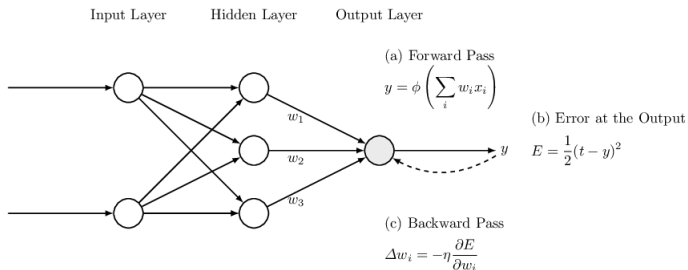 Input Layer Hidden Layer Output Layer
(a) Forward Pass
y = ϕ(∑_i w_i x_i)
w_1
(b) Error at the Output
w_2
y
E = 1/2 (t − y)^2
w_3
(c) Backward Pass
Δw_i = −η ∂E/∂w_i